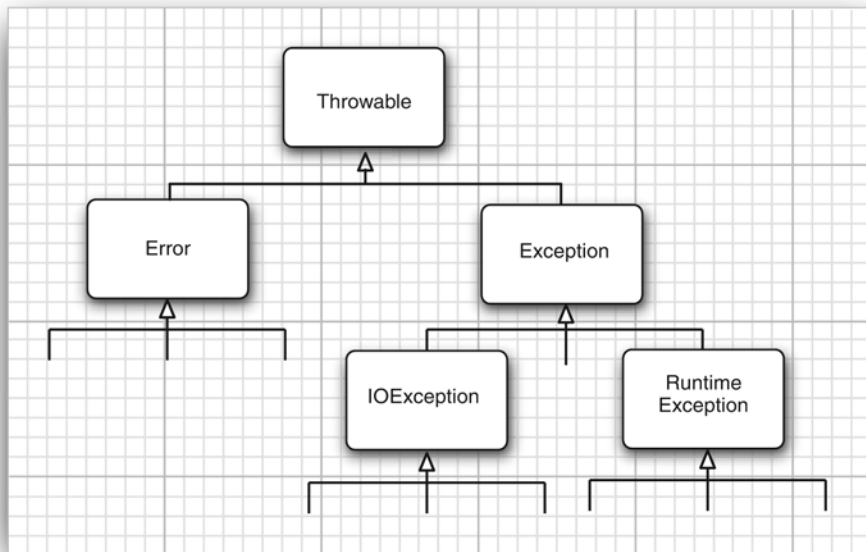 Throwable
Error
Exception
IOException
Runtime
Exception